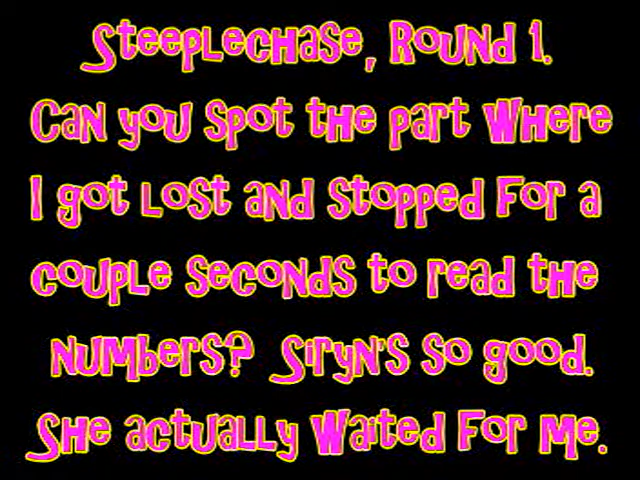 Steeplechase, Round 1.
Can you spot the part where
I got lost and stopped for a
couple seconds to read the
numbers? Siryn's so good.
She actually waited for me.